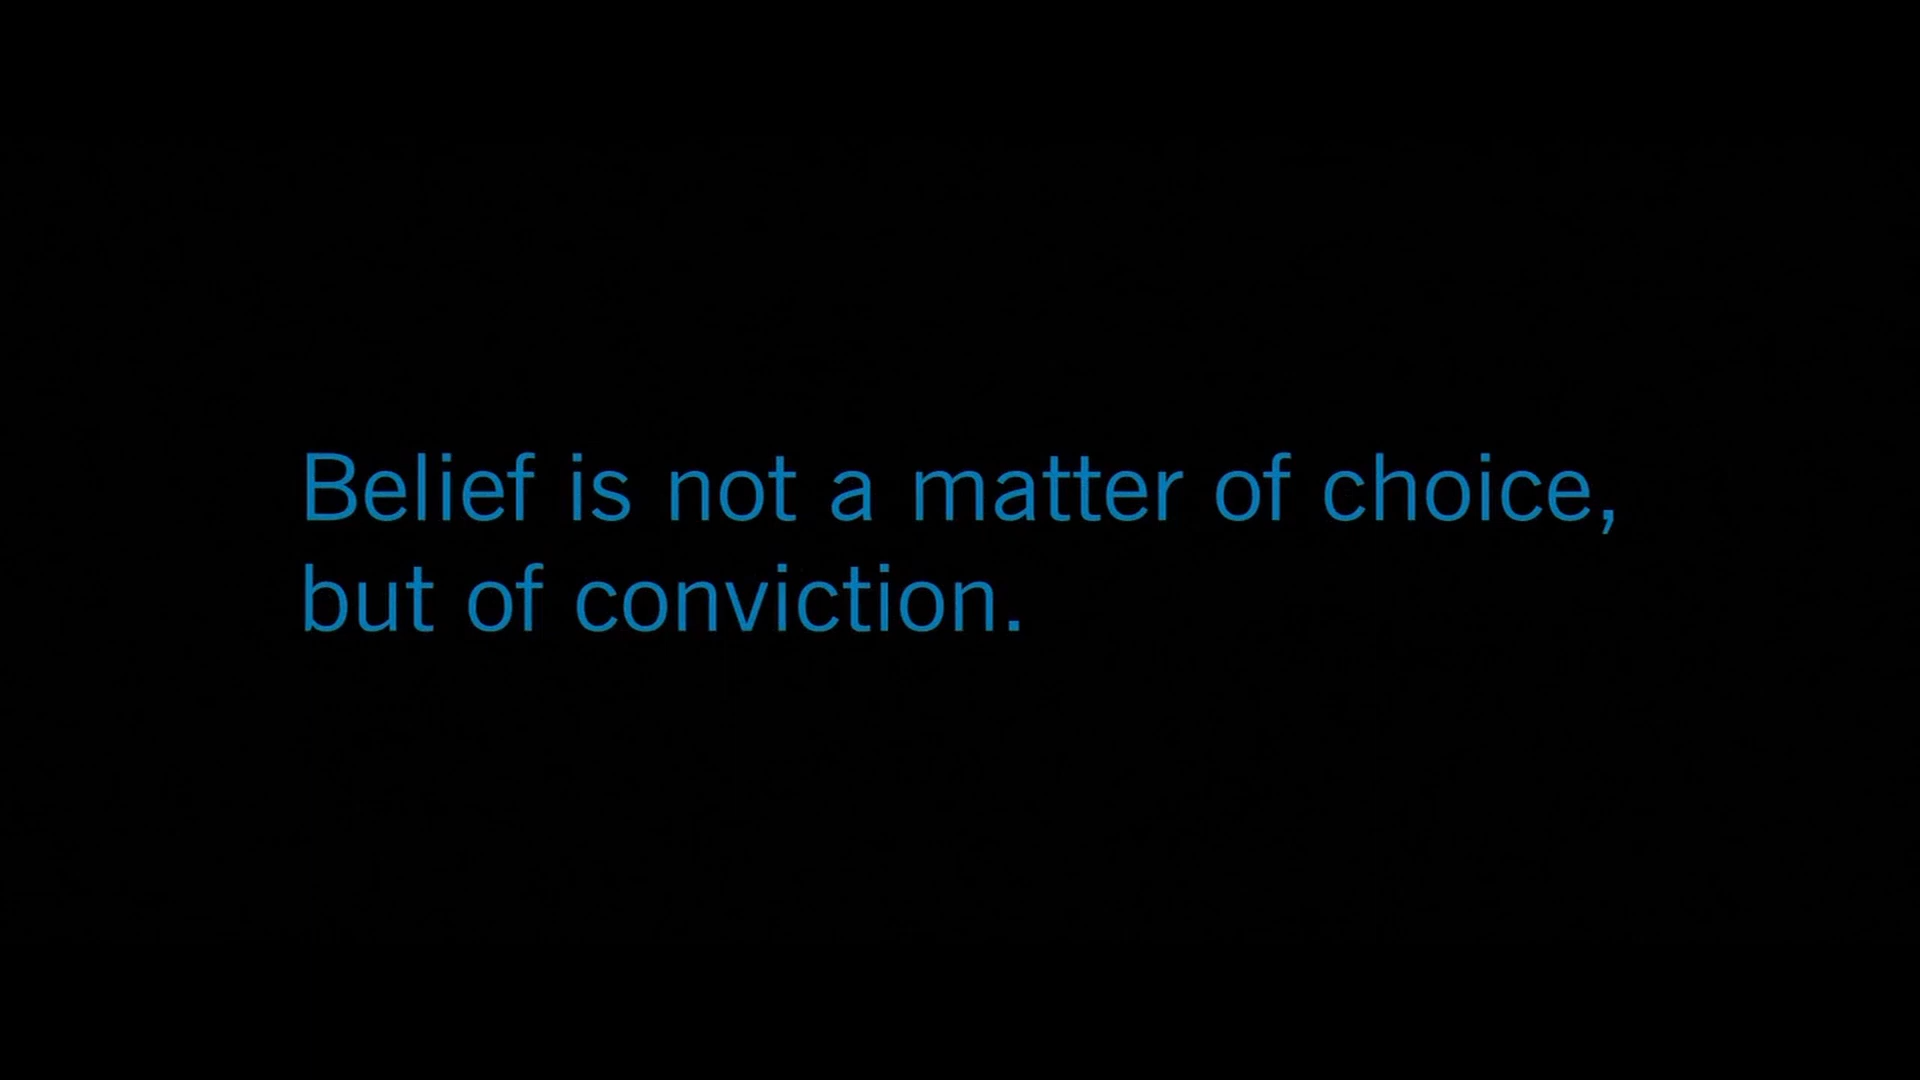 Belief is not a matter of choice,
but of conviction.